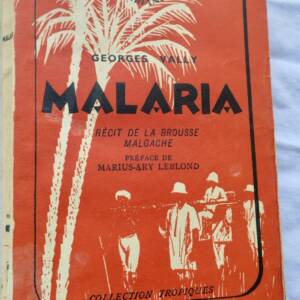 GEORGES VALLY
MALARIA
RÉCIT DE LA BROUSSE
MALGACHE
PRÉFACE DE
MARIUS-ARY LEBLOND
COLLECTION TROPIQUES